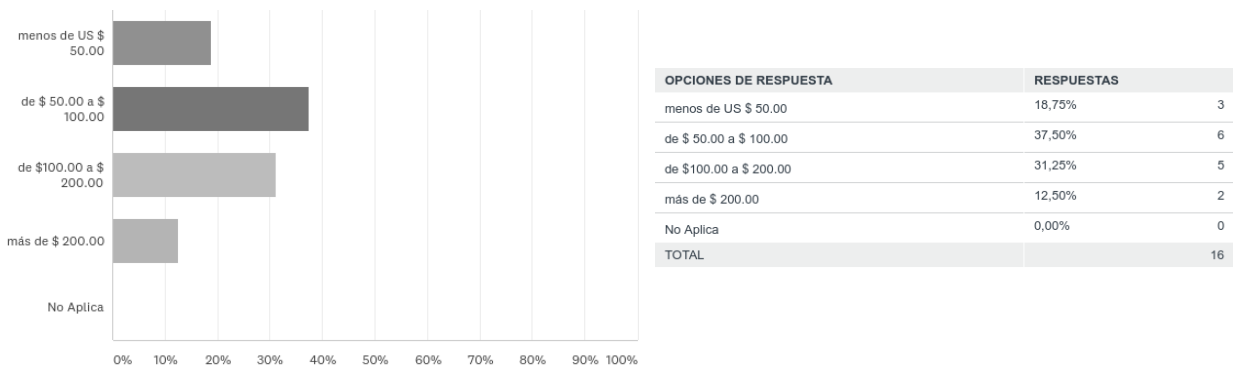 menos de US $
50.00
de $ 50.00 a $
100.00
de $100.00 a $
200.00
más de $ 200.00
No Aplica
0% 10% 20% 30% 40% 50% 60% 70% 80% 90% 100%
OPCIONES DE RESPUESTA RESPUESTAS
menos de US $ 50.00 18,75% 3
de $ 50.00 a $ 100.00 37,50% 6
de $100.00 a $ 200.00 31,25% 5
más de $ 200.00 12,50% 2
No Aplica 0,00% 0
TOTAL 16